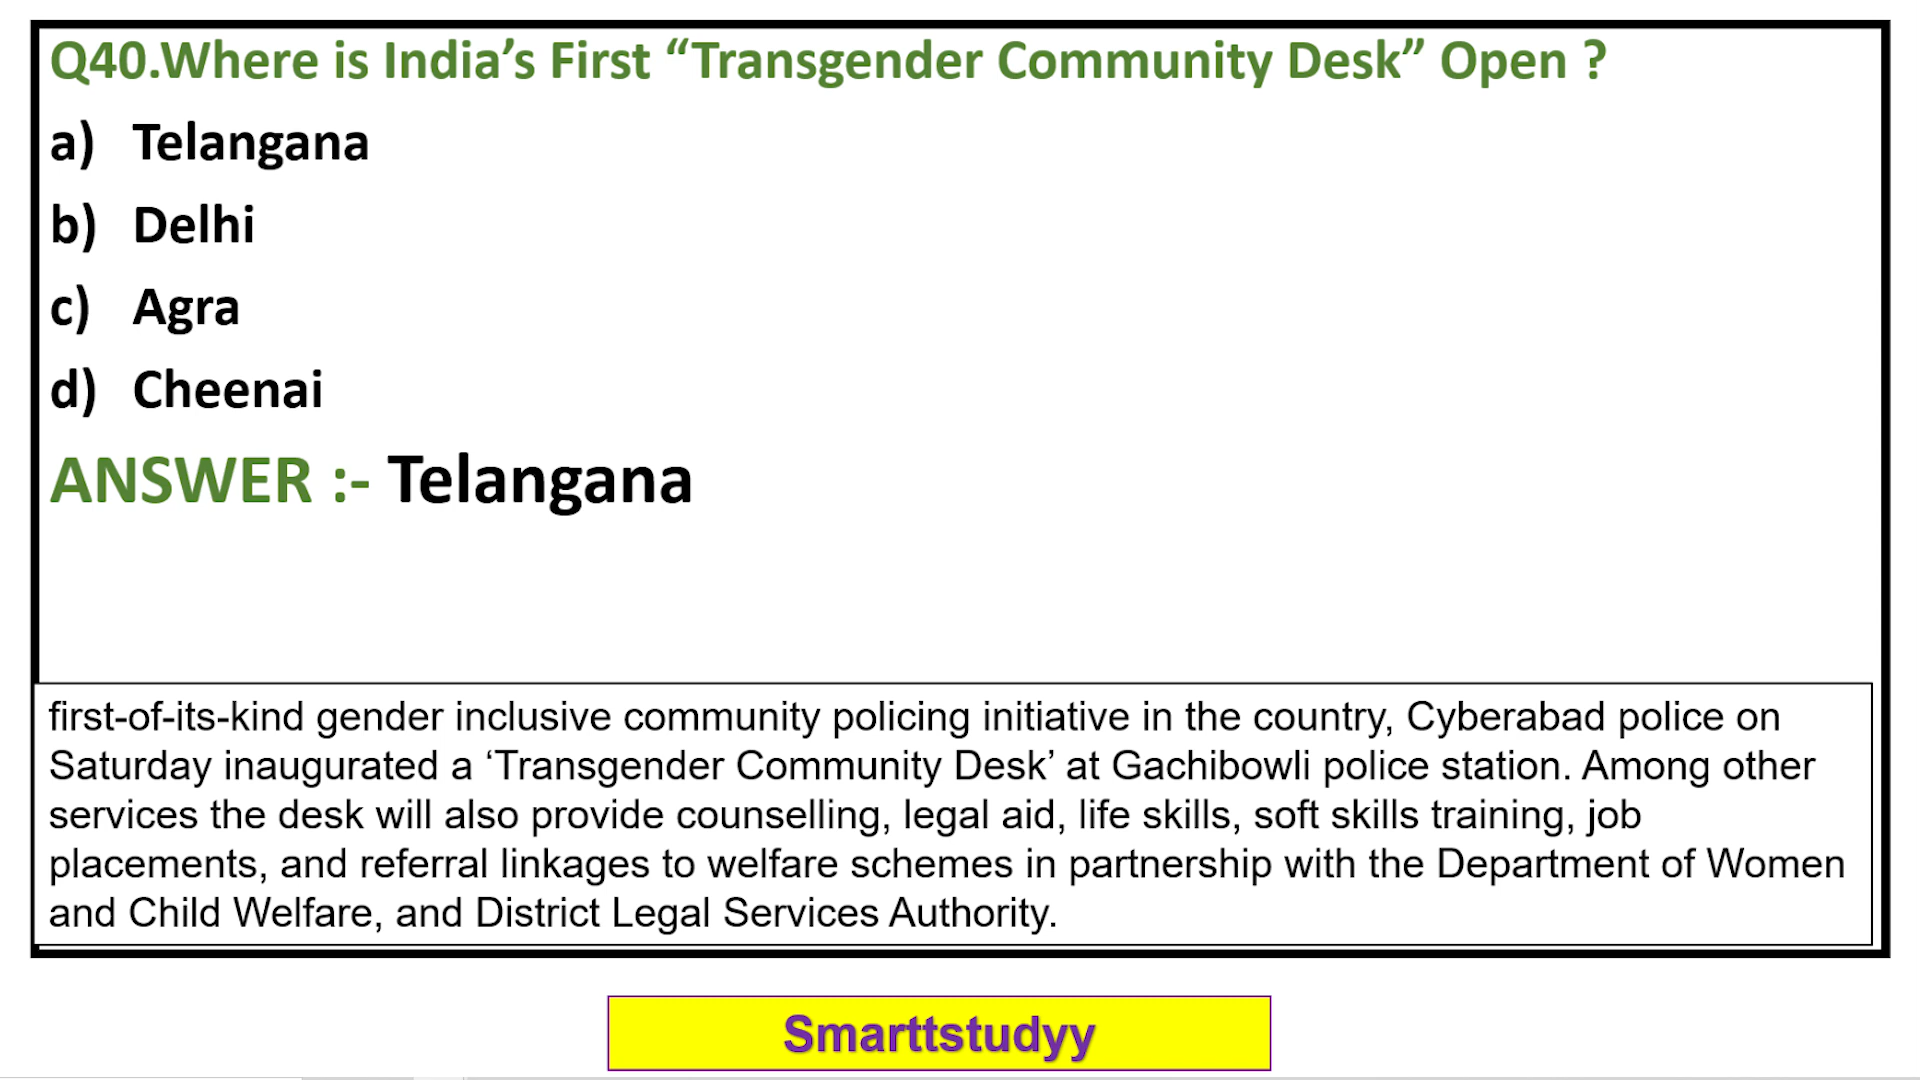 Q40.Where is India’s First “Transgender Community Desk” Open ?
a) Telangana
b) Delhi
c) Agra
d) Cheenai
ANSWER :- Telangana
first-of-its-kind gender inclusive community policing initiative in the country, Cyberabad police on
Saturday inaugurated a ‘Transgender Community Desk’ at Gachibowli police station. Among other
services the desk will also provide counselling, legal aid, life skills, soft skills training, job
placements, and referral linkages to welfare schemes in partnership with the Department of Women
and Child Welfare, and District Legal Services Authority.
Smarttstudyy